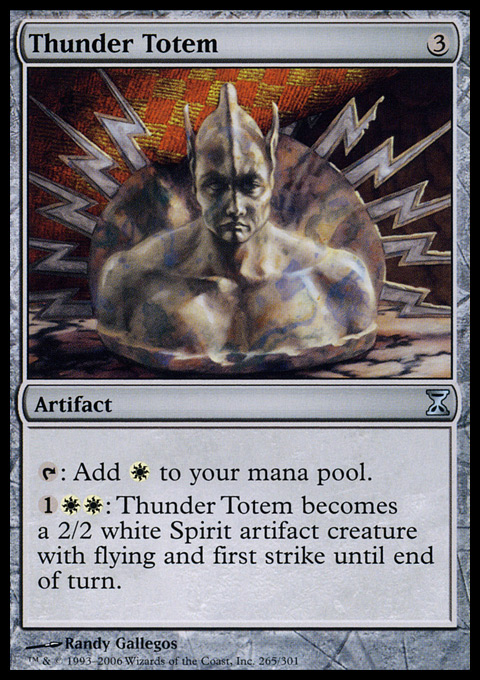 Thunder Totem 3
Artifact
: Add to your mana pool.
1 : Thunder Totem becomes
a 2/2 white Spirit artifact creature
with flying and first strike until end
of turn.
Randy Gallegos
™ & © 1993–2006 Wizards of the Coast, Inc. 265/301